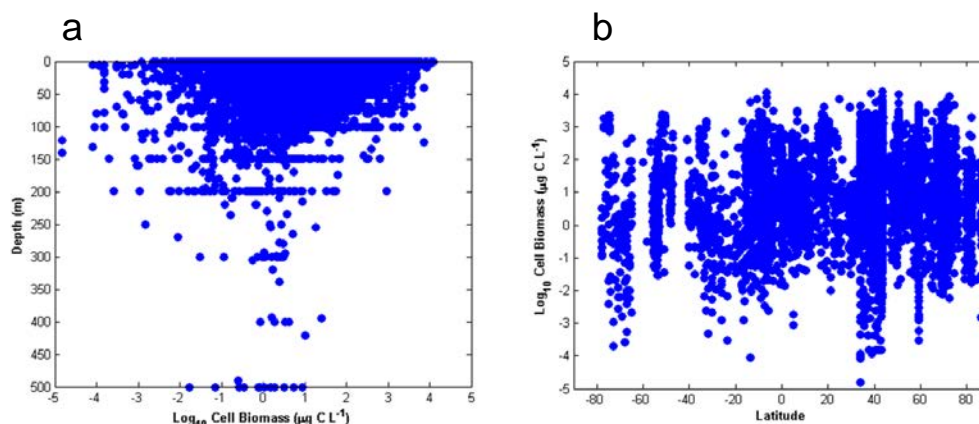 a
b
0
50
100
150
200
250
300
350
400
450
500
Depth (m)
-5 -4 -3 -2 -1 0 1 2 3 4 5
Log₁₀ Cell Biomass (µg C L⁻¹)
5
4
3
2
1
0
-1
-2
-3
-4
-5
Log₁₀ Cell Biomass (µg C L⁻¹)
-80 -60 -40 -20 0 20 40 60 80
Latitude